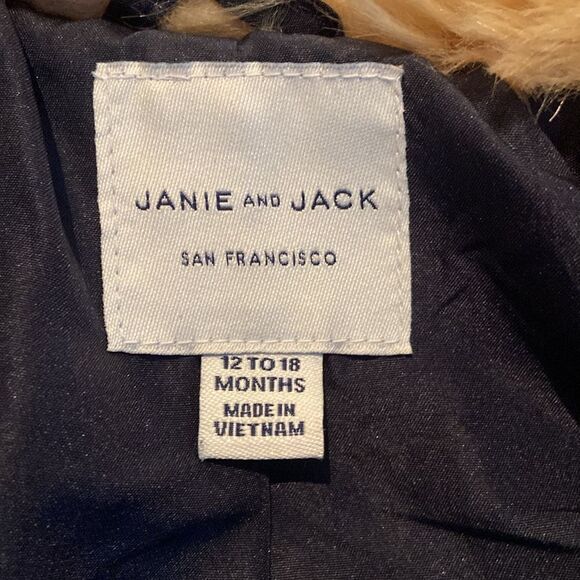 JANIE AND JACK
SAN FRANCISCO
12 TO 18
MONTHS
MADE IN
VIETNAM